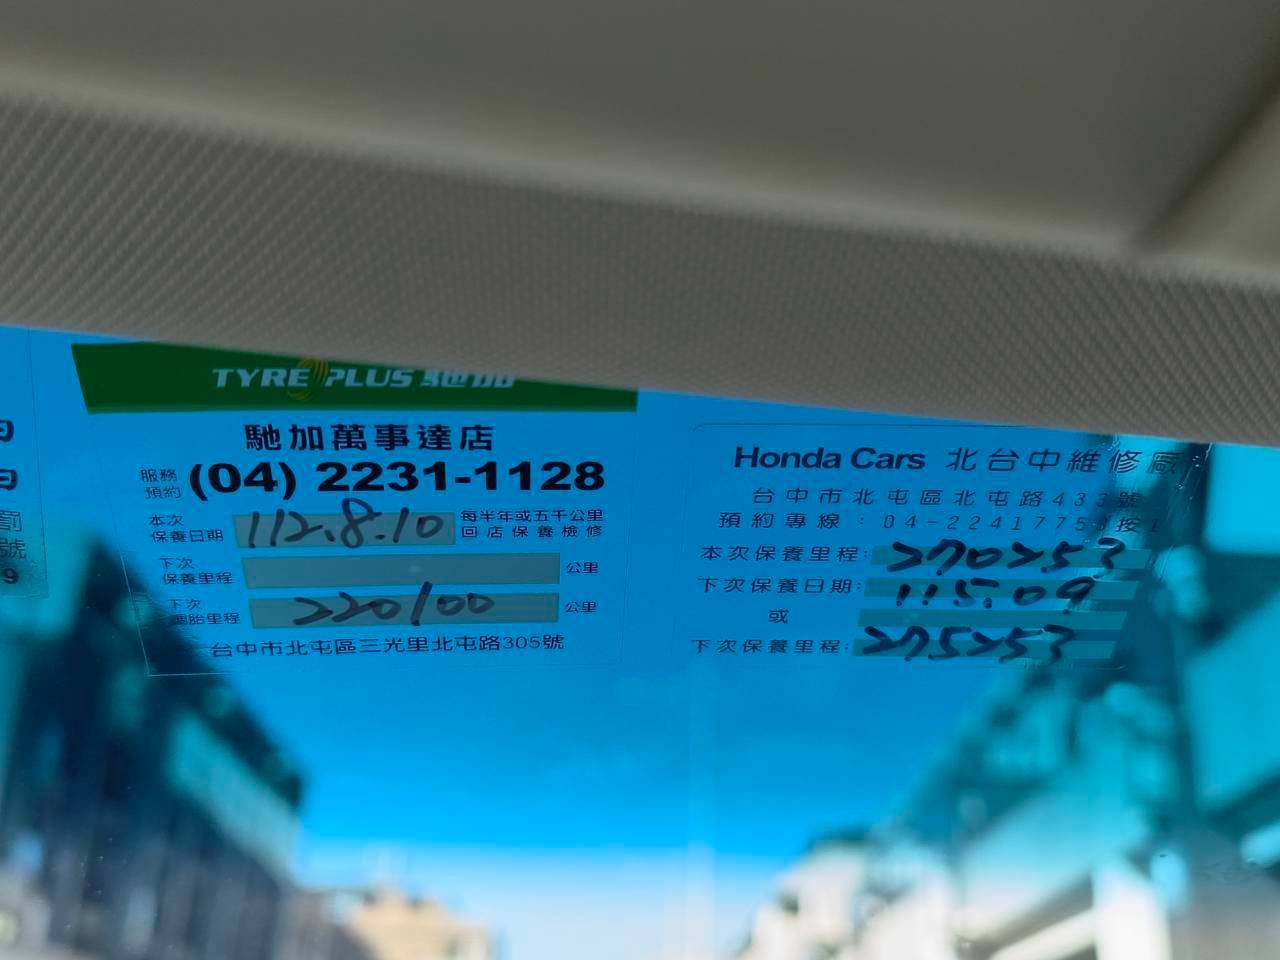 TYRE PLUS 馳加
馳加萬事達店
服務預約 (04) 2231-1128
本次保養日期 112.8.10 每半年或五千公里回店保養檢修
下次保養里程 公里
下次調胎里程 220100 公里
台中市北屯區三光里北屯路305號
Honda Cars 北台中維修廠
台中市北屯區北屯路433號
預約專線：04-2241775 按1
本次保養里程: 270253
下次保養日期: 115.09
或
下次保養里程: 275253
號
9